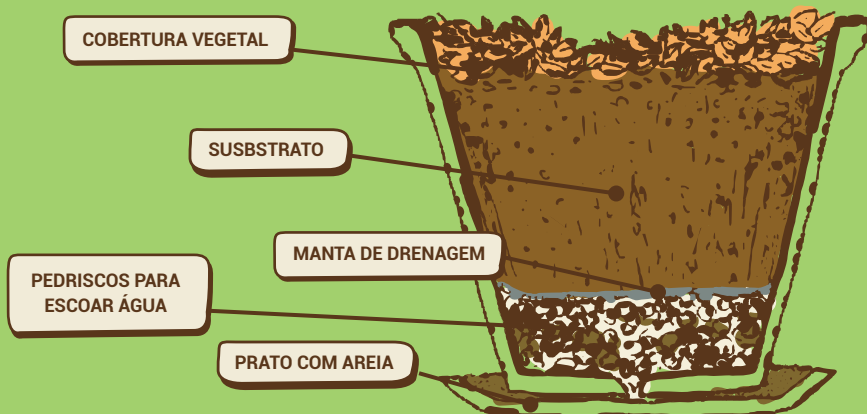 COBERTURA VEGETAL
SUSBSTRATO
MANTA DE DRENAGEM
PEDRISCOS PARA
ESCOAR ÁGUA
PRATO COM AREIA